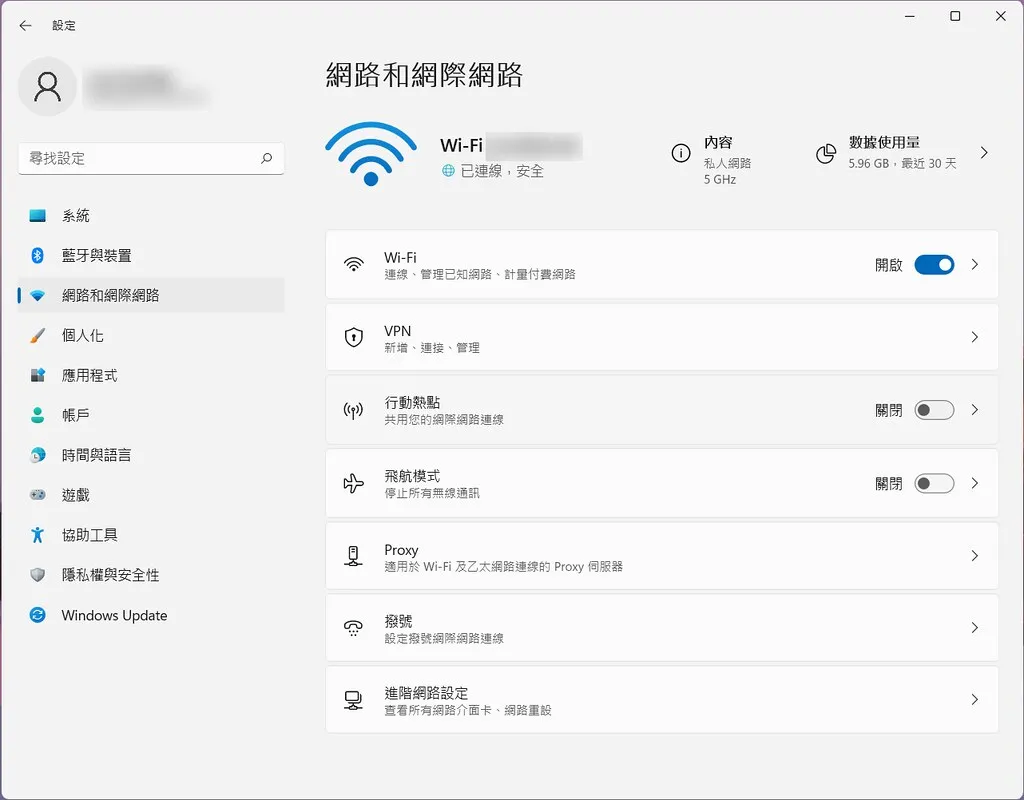 設定
尋找設定
系統
藍牙與裝置
網路和網際網路
個人化
應用程式
帳戶
時間與語言
遊戲
協助工具
隱私權與安全性
Windows Update
網路和網際網路
Wi-Fi
已連線，安全
內容
私人網路
5 GHz
數據使用量
5.96 GB，最近 30 天
Wi-Fi
連線、管理已知網路、計量付費網路
開啟
VPN
新增、連接、管理
行動熱點
共用您的網際網路連線
關閉
飛航模式
停止所有無線通訊
關閉
Proxy
適用於 Wi-Fi 及乙太網路連線的 Proxy 伺服器
撥號
設定撥號網際網路連線
進階網路設定
查看所有網路介面卡、網路重設